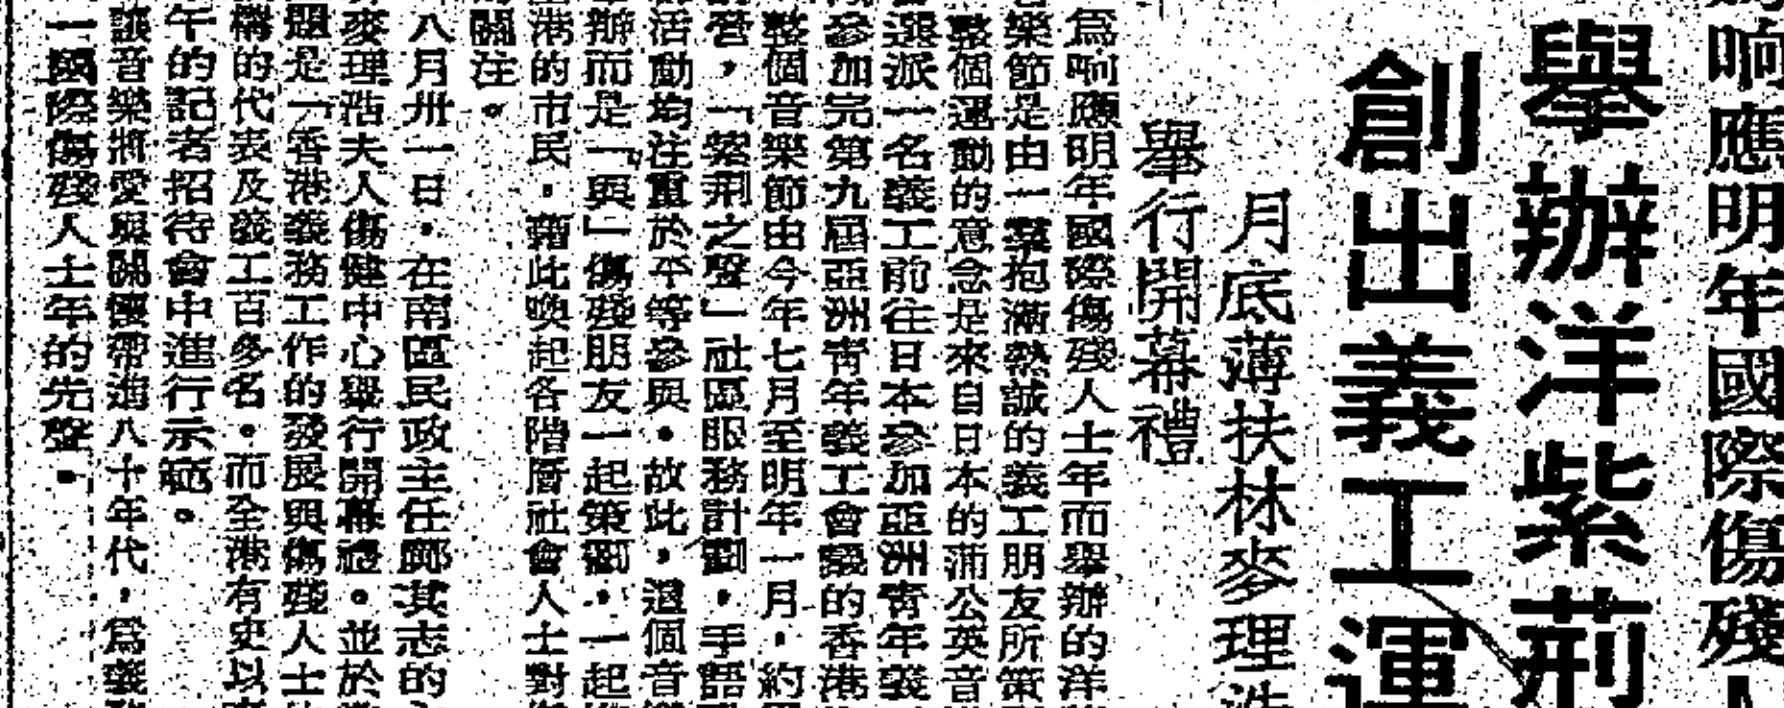 响應明年國際傷殘
舉辦洋紫荊
創出義工運
月底薄扶林麥理浩
舉行開幕禮
爲响應明年國際傷殘人士年而舉辦的洋
樂節是由一羣抱滿熱誠的義工朋友所策
整個運動的意念是來自日本的蒲公英音
選派一名義工前往日本參加亞洲青年義
參加完第九屆亞洲青年義工會議的香港
整個音樂節由今年七月至明年一月，約
營，「紫荊之聲」社區服務計劃，手語
活動均注重於平等參與。故此，這個音
辦而是「與」傷殘朋友一起策劃，一起
港的市民，藉此喚起各階層社會人士對
關注。
八月卅一日，在南區民政主任鄭其志的
麥理浩夫人傷健中心舉行開幕禮。並於
題是「香港義務工作的發展與傷殘人士
構的代表及義工百多名。而全港有史以
午的記者招待會中進行示範。
讓音樂將愛與關懷帶進八十年代，爲義
一國際傷殘人士年的先聲。